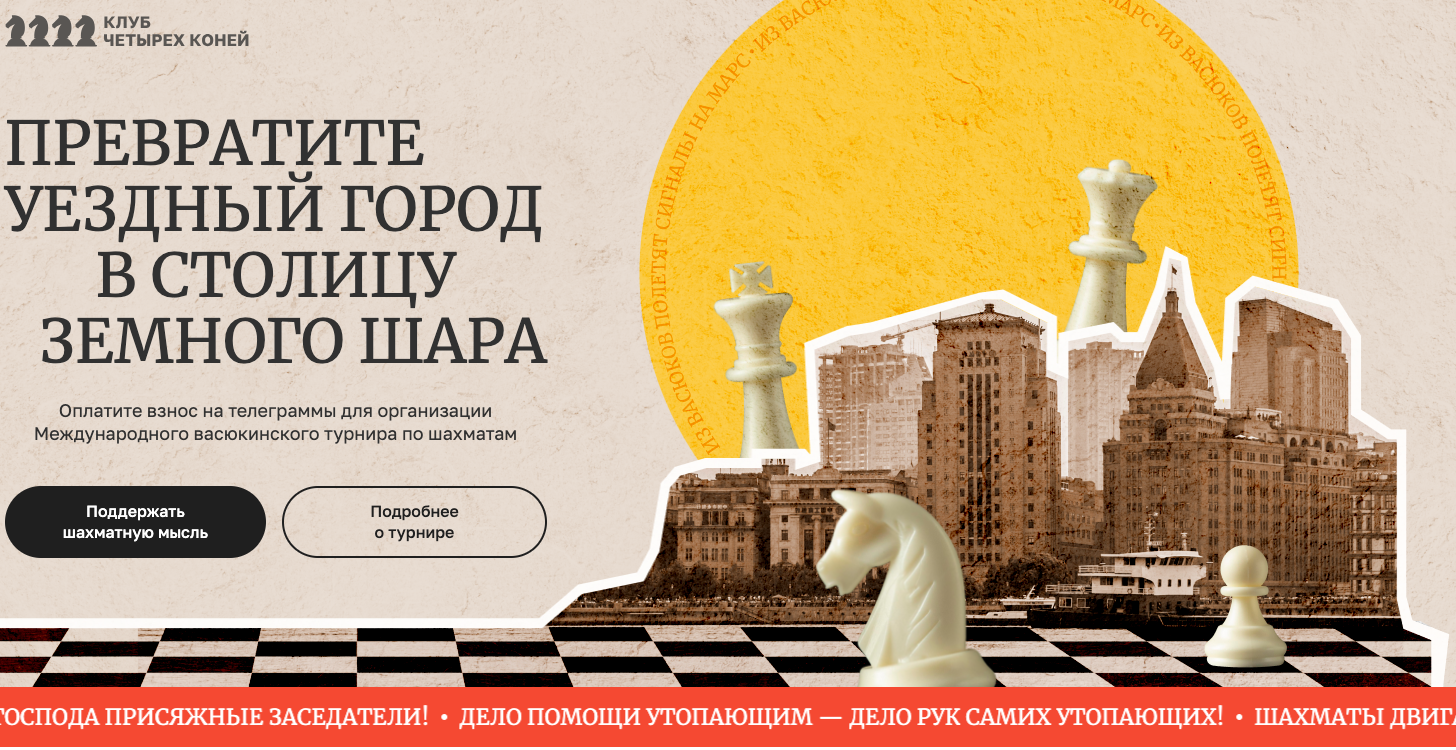 КЛУБ
ЧЕТЫРЕХ КОНЕЙ
ИЗ ВАСЮКОВ ПОЛЕТЯТ СИГНАЛЫ НА МАРС • ИЗ
МАРС • ИЗ ВАСЮКОВ ПОЛЕТЯТ
ПРЕВРАТИТЕ
УЕЗДНЫЙ ГОРОД
В СТОЛИЦУ
ЗЕМНОГО ШАРА
Оплатите взнос на телеграммы для организации
Международного васюкинского турнира по шахматам
Поддержать
шахматную мысль
Подробнее
о турнире
ГОСПОДА ПРИСЯЖНЫЕ ЗАСЕДАТЕЛИ! • ДЕЛО ПОМОЩИ УТОПАЮЩИМ — ДЕЛО РУК САМИХ УТОПАЮЩИХ! • ШАХМАТЫ